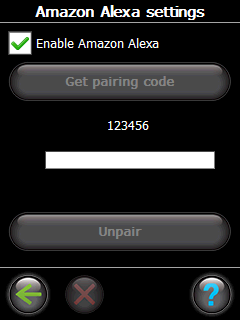 Amazon Alexa settings
Enable Amazon Alexa
Get pairing code
123456
Unpair
?